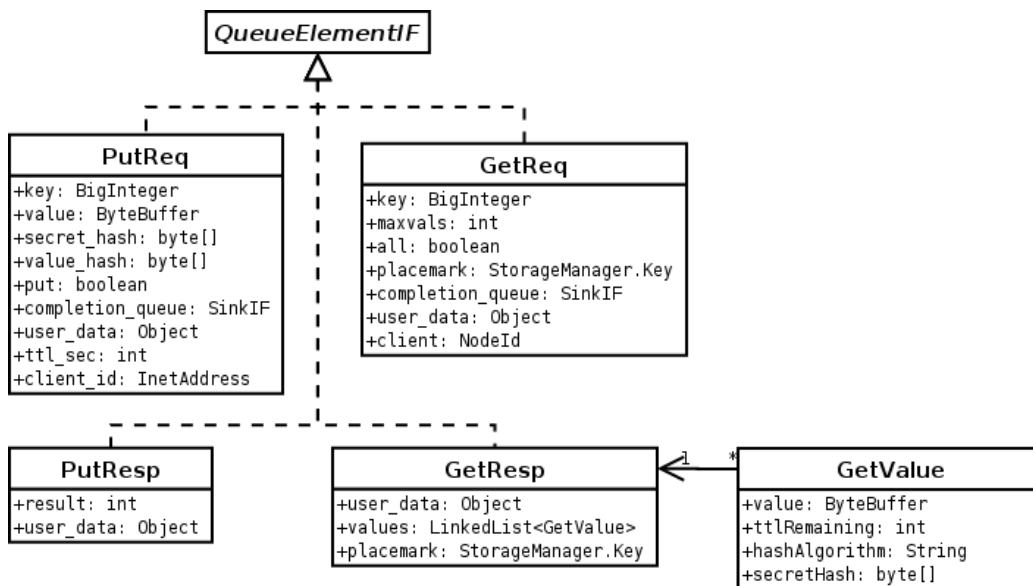 QueueElementIF
PutReq
+key: BigInteger
+value: ByteBuffer
+secret_hash: byte[]
+value_hash: byte[]
+put: boolean
+completion_queue: SinkIF
+user_data: Object
+ttl_sec: int
+client_id: InetAddress
GetReq
+key: BigInteger
+maxvals: int
+all: boolean
+placemark: StorageManager.Key
+completion_queue: SinkIF
+user_data: Object
+client: NodeId
PutResp
+result: int
+user_data: Object
GetResp
+user_data: Object
+values: LinkedList<GetValue>
+placemark: StorageManager.Key
1 *
GetValue
+value: ByteBuffer
+ttlRemaining: int
+hashAlgorithm: String
+secretHash: byte[]